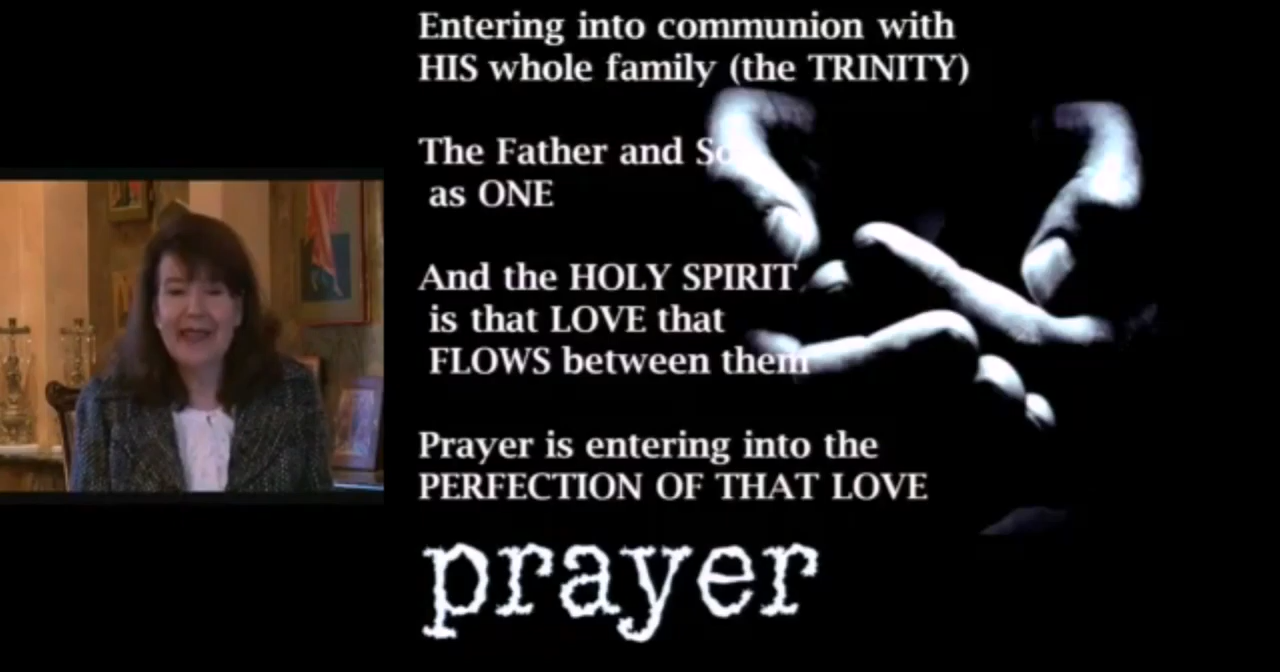 Entering into communion with
HIS whole family (the TRINITY)
The Father and So
as ONE
And the HOLY SPIRIT
is that LOVE that
FLOWS between them
Prayer is entering into the
PERFECTION OF THAT LOVE
prayer